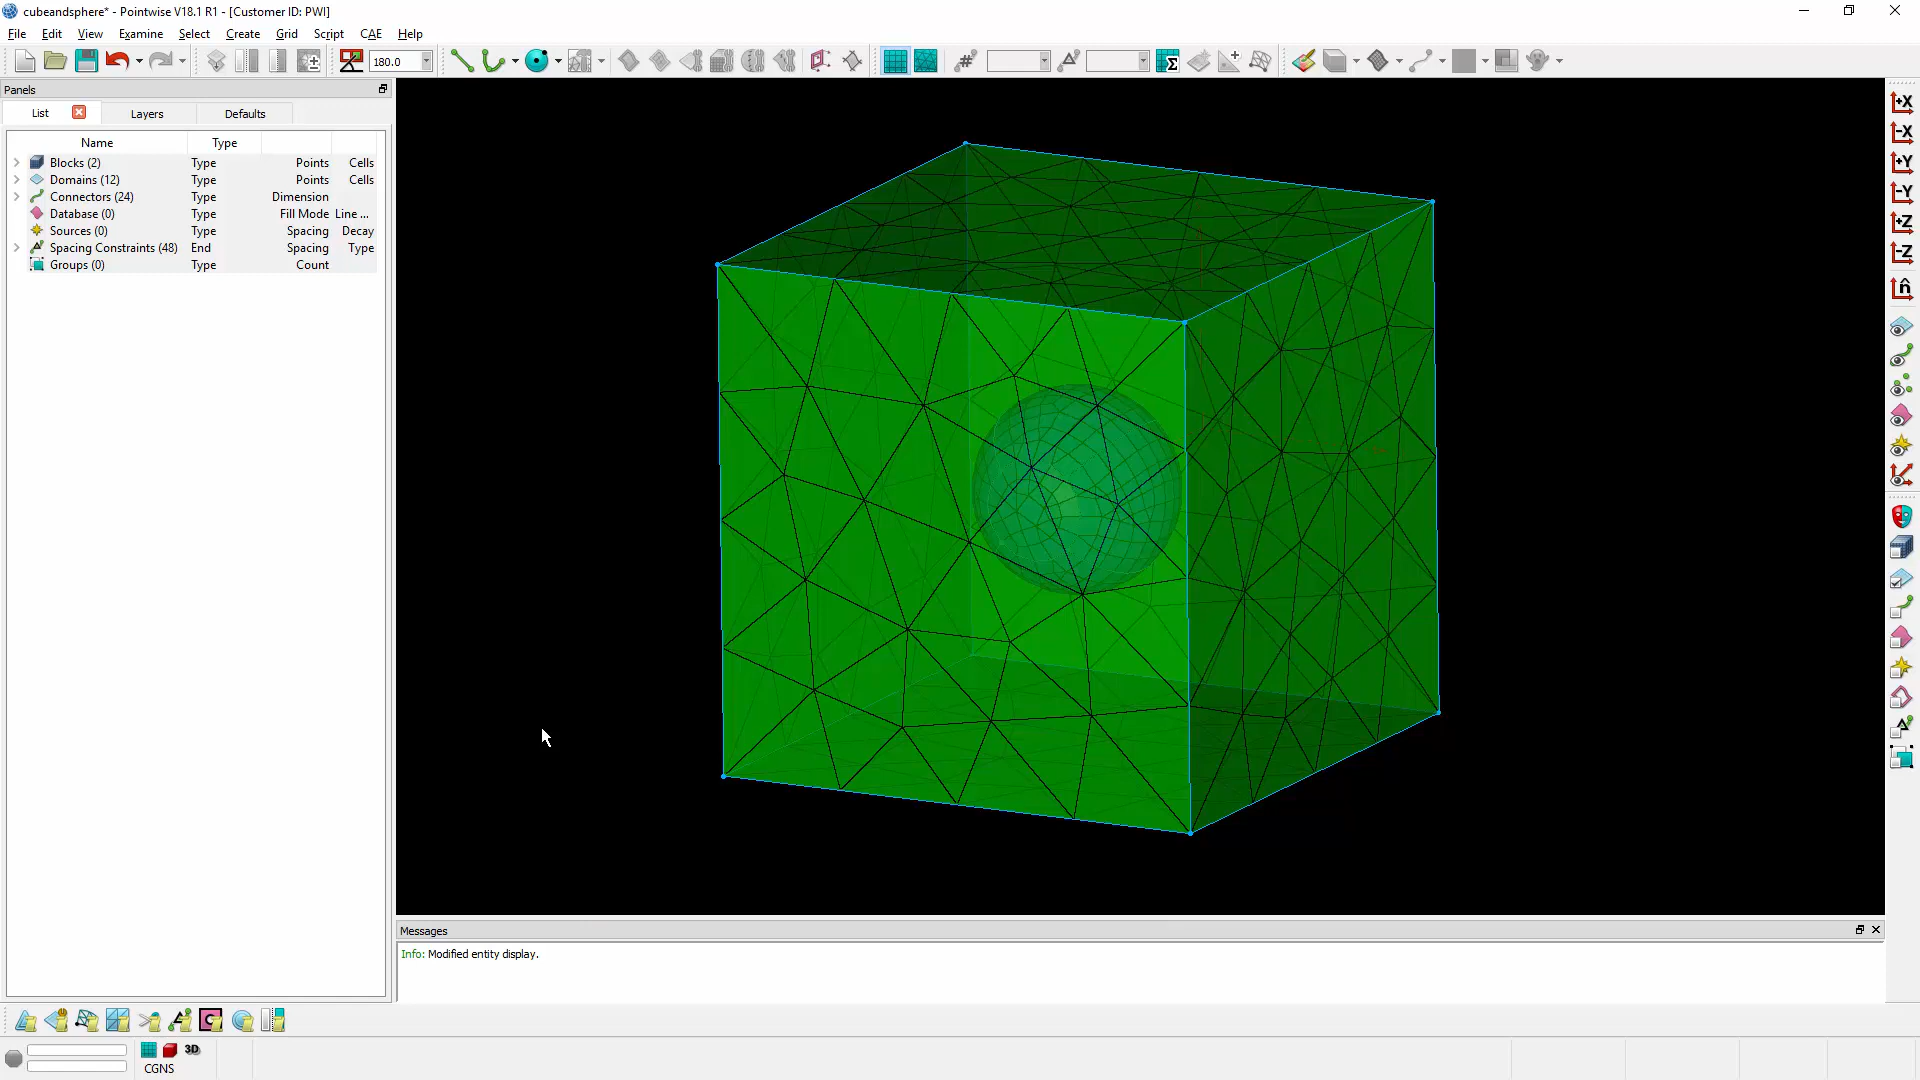 cubeandsphere* - Pointwise V18.1 R1 - [Customer ID: PWI]
File Edit View Examine Select Create Grid Script CAE Help
180.0
Panels
List Layers Defaults
Name Type
Blocks (2) Type Points Cells
Domains (12) Type Points Cells
Connectors (24) Type Dimension
Database (0) Type Fill Mode Line ...
Sources (0) Type Spacing Decay
Spacing Constraints (48) End Spacing Type
Groups (0) Type Count
+X
-X
+Y
-Y
+Z
-Z
n̂
Messages
Info: Modified entity display.
3D
CGNS